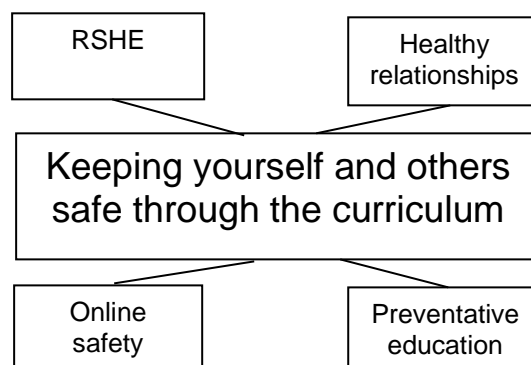 RSHE
Healthy
relationships
Keeping yourself and others
safe through the curriculum
Online
safety
Preventative
education